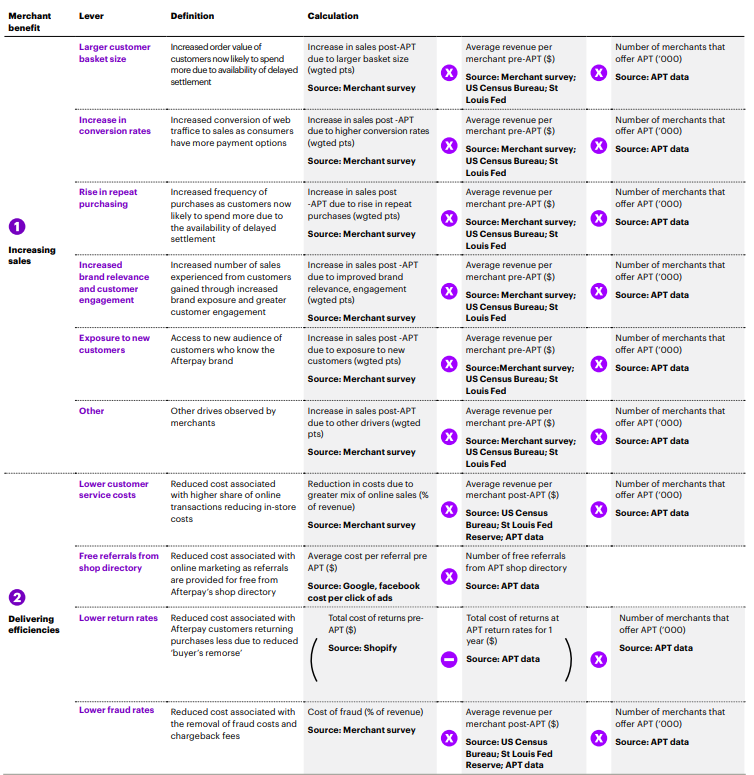 Merchant
benefit
Lever
Definition
Calculation
1
Increasing
sales
Larger customer
basket size
Increased order value of
customers now likely to spend
more due to availability of delayed
settlement
Increase in sales post-APT
due to larger basket size
(wgted pts)
Source: Merchant survey
X
Average revenue per
merchant pre-APT ($)
Source: Merchant survey;
US Census Bureau; St
Louis Fed
X
Number of merchants that
offer APT ('000)
Source: APT data
Increase in
conversion rates
Increased conversion of web
traffice to sales as consumers
have more payment options
Increase in sales post -APT
due to higher conversion rates
(wgted pts)
Source: Merchant survey
X
Average revenue per
merchant pre-APT ($)
Source: Merchant survey;
US Census Bureau; St
Louis Fed
X
Number of merchants that
offer APT ('000)
Source: APT data
Rise in repeat
purchasing
Increased frequency of
purchases as customers now
likely to spend more due to
the availability of delayed
settlement
Increase in sales post
-APT due to rise in repeat
purchases (wgted pts)
Source: Merchant survey
X
Average revenue per
merchant pre-APT ($)
Source: Merchant survey;
US Census Bureau; St
Louis Fed
X
Number of merchants that
offer APT ('000)
Source: APT data
Increased
brand relevance
and customer
engagement
Increased number of sales
experienced from customers
gained through increased
brand exposure and greater
customer engagement
Increase in sales post -APT
due to improved brand
relevance, engagement
(wgted pts)
Source: Merchant survey
X
Average revenue per
merchant pre-APT ($)
Source: Merchant survey;
US Census Bureau; St
Louis Fed
X
Number of merchants that
offer APT ('000)
Source: APT data
Exposure to new
customers
Access to new audience of
customers who know the
Afterpay brand
Increase in sales post -APT
due to exposure to new
customers (wgted pts)
Source: Merchant survey
X
Average revenue per
merchant pre-APT ($)
Source:Merchant survey;
US Census Bureau; St
Louis Fed
X
Number of merchants that
offer APT ('000)
Source: APT data
Other
Other drives observed by
merchants
Increase in sales post-APT
due to other drivers (wgted
pts)
Source: Merchant survey
X
Average revenue per
merchant pre-APT ($)
Source: Merchant survey;
US Census Bureau; St
Louis Fed
X
Number of merchants that
offer APT ('000)
Source: APT data
2
Delivering
efficiencies
Lower customer
service costs
Reduced cost associated
with higher share of online
transactions reducing in-store
costs
Reduction in costs due to
greater mix of online sales (%
of revenue)
Source: Merchant survey
X
Average revenue per
merchant post-APT ($)
Source: US Census
Bureau; St Louis Fed
Reserve; APT data
X
Number of merchants that
offer APT ('000)
Source: APT data
Free referrals from
shop directory
Reduced cost associated with
online marketing as referrals
are provided for free from
Afterpay's shop directory
Average cost per referral pre
APT ($)
Source: Google, facebook
cost per click of ads
X
Number of free referrals
from APT shop directory
Source: APT data
Lower return rates
Reduced cost associated with
Afterpay customers returning
purchases less due to reduced
'buyer's remorse'
(
Total cost of returns pre-
APT ($)
Source: Shopify
–
Total cost of returns at
APT return rates for 1
year ($)
Source: APT data
)
X
Number of merchants that
offer APT ('000)
Source: APT data
Lower fraud rates
Reduced cost associated with
the removal of fraud costs and
chargeback fees
Cost of fraud (% of revenue)
Source: Merchant survey
X
Average revenue per
merchant post-APT ($)
Source: US Census
Bureau; St Louis Fed
Reserve; APT data
X
Number of merchants that
offer APT ('000)
Source: APT data